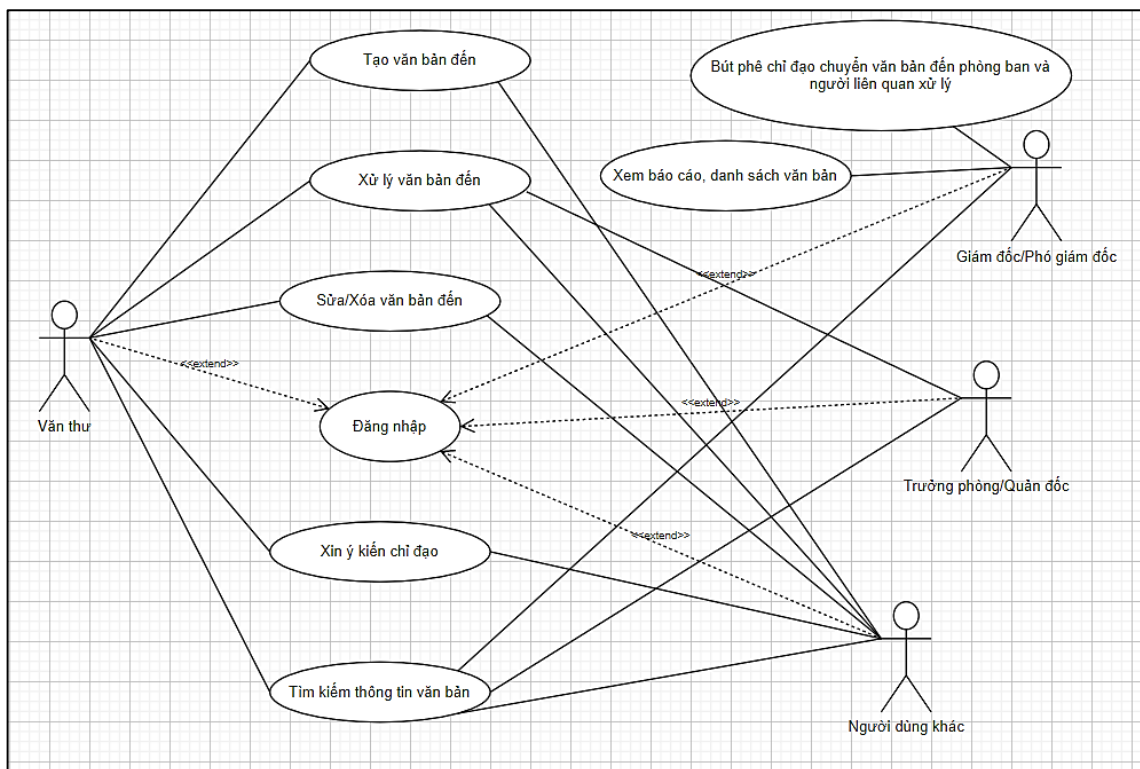 Tạo văn bản đến
Bút phê chỉ đạo chuyển văn bản đến phòng ban và
người liên quan xử lý
Xử lý văn bản đến
Xem báo cáo, danh sách văn bản
Giám đốc/Phó giám đốc
<<extend>>
Sửa/Xóa văn bản đến
<<extend>>
Văn thư
Đăng nhập
<<extend>>
Trưởng phòng/Quản đốc
<<extend>>
Xin ý kiến chỉ đạo
Tìm kiếm thông tin văn bản
Người dùng khác